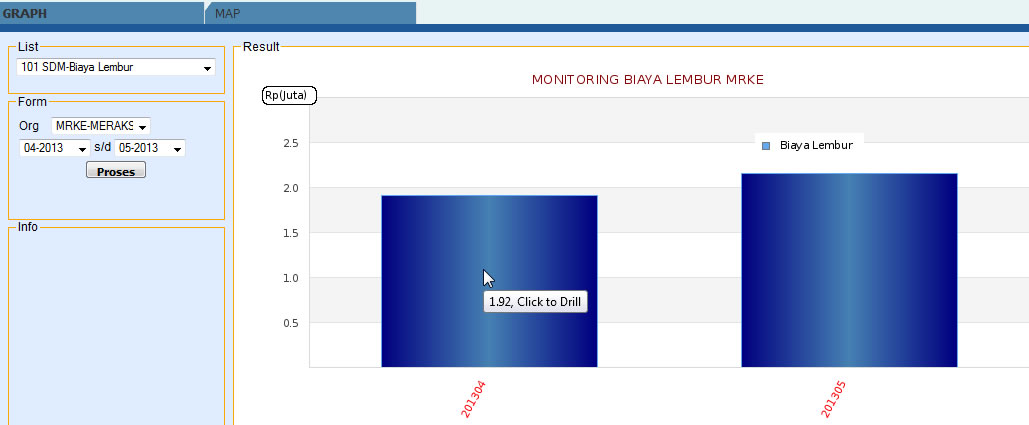 GRAPH
MAP
List
101 SDM-Biaya Lembur
Form
Org MRKE-MERAKS
04-2013 s/d 05-2013
Proses
Info
Result
MONITORING BIAYA LEMBUR MRKE
Rp(Juta)
2.5
2.0
1.5
1.0
0.5
Biaya Lembur
1.92, Click to Drill
201304
201305